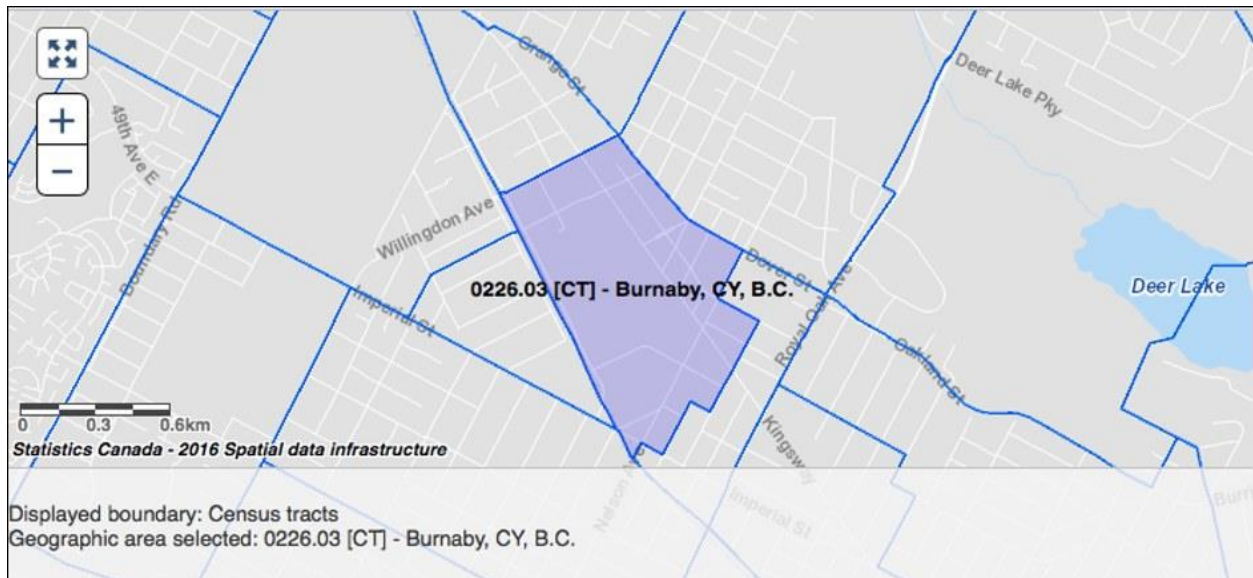 +
−
Grange St
Deer Lake Pky
49th Ave E
Willingdon Ave
Boundary Rd
Dover St
0226.03 [CT] - Burnaby, CY, B.C.
Imperial St
Deer Lake
Royal Oak Ave
Oakland St
0 0.3 0.6km
Kingsway
Statistics Canada - 2016 Spatial data infrastructure
Nelson Ave
Imperial St
Displayed boundary: Census tracts
Geographic area selected: 0226.03 [CT] - Burnaby, CY, B.C.